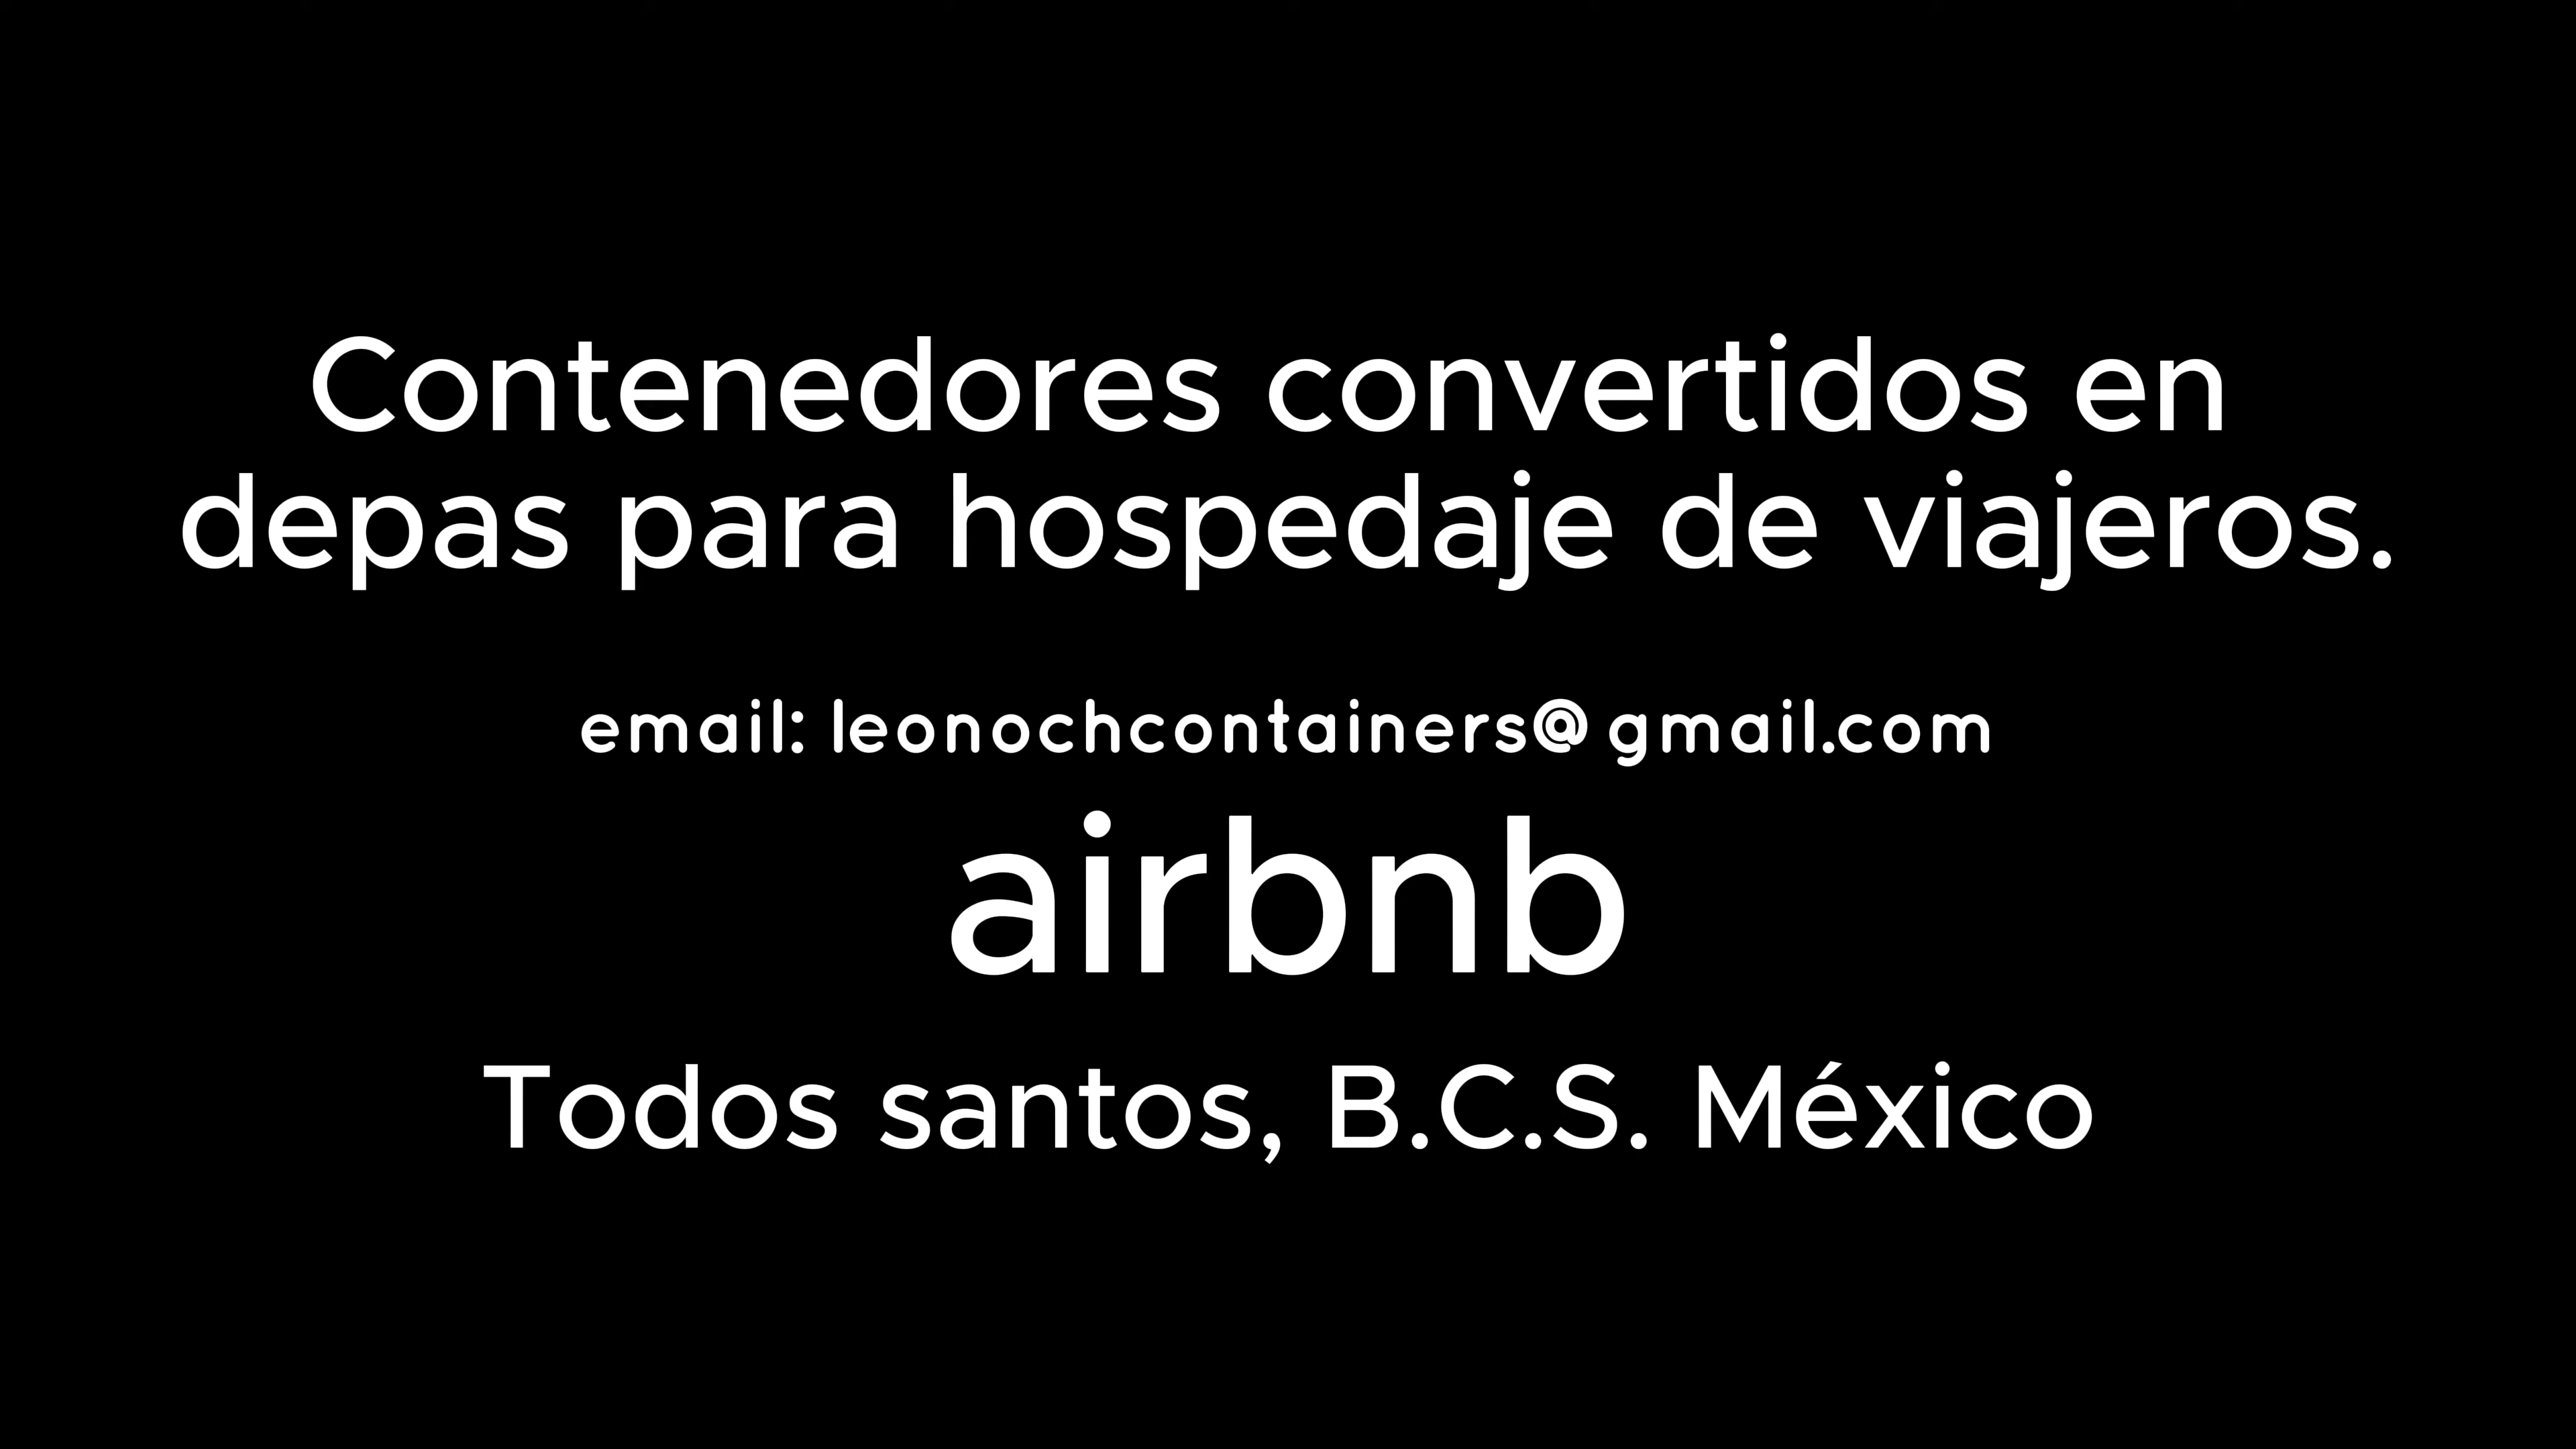 Contenedores convertidos en
depas para hospedaje de viajeros.
email: leonochcontainers@gmail.com
airbnb
Todos santos, B.C.S. México